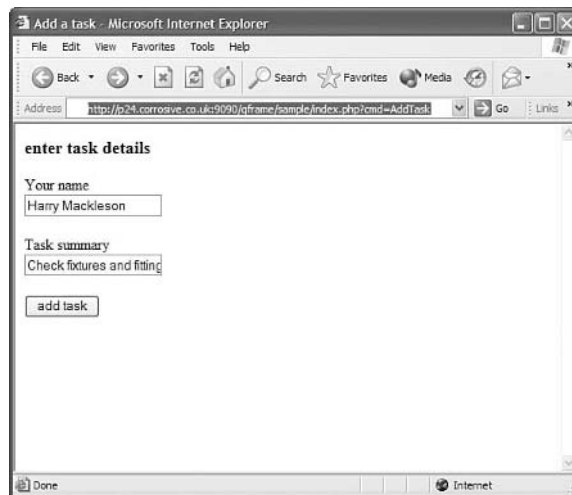 Add a task - Microsoft Internet Explorer
File Edit View Favorites Tools Help
Back Search Favorites Media
Address http://p24.corrosive.co.uk:9090/qframe/sample/index.php?cmd=AddTask Go Links »
enter task details
Your name
Harry Mackleson
Task summary
Check fixtures and fitting
add task
Done Internet